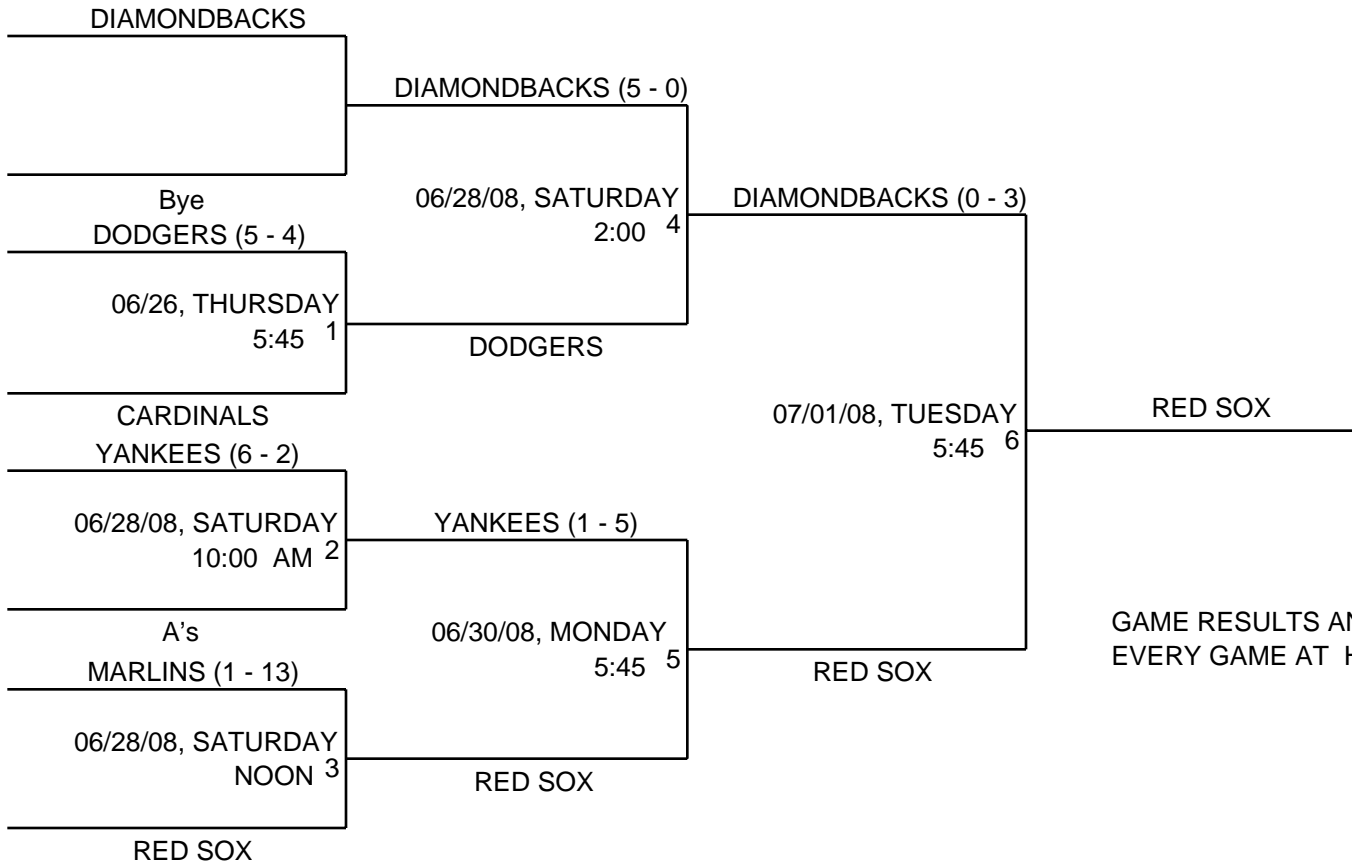 DIAMONDBACKS
DIAMONDBACKS (5 - 0)
Bye
06/28/08, SATURDAY
2:00 4
DIAMONDBACKS (0 - 3)
DODGERS (5 - 4)
06/26, THURSDAY
5:45 1
DODGERS
CARDINALS
07/01/08, TUESDAY
5:45 6
RED SOX
YANKEES (6 - 2)
06/28/08, SATURDAY
10:00 AM 2
YANKEES (1 - 5)
A's
06/30/08, MONDAY
5:45 5
RED SOX
GAME RESULTS AN
EVERY GAME AT H
MARLINS (1 - 13)
06/28/08, SATURDAY
NOON 3
RED SOX
RED SOX